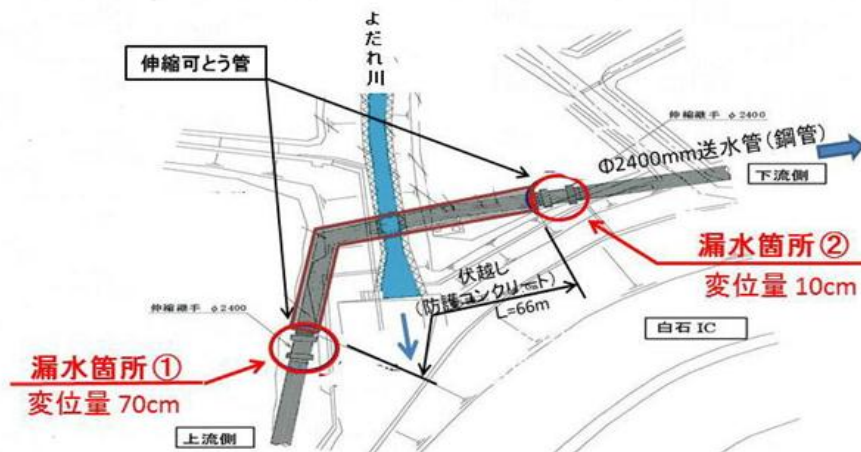 よだれ川
伸縮可とう管
伸縮継手 φ2400
Φ2400mm送水管(鋼管)
下流側
漏水箇所②
変位量 10cm
伏越し
(防護コンクリート)
L=66m
白石 IC
伸縮継手 φ2400
漏水箇所①
変位量 70cm
上流側